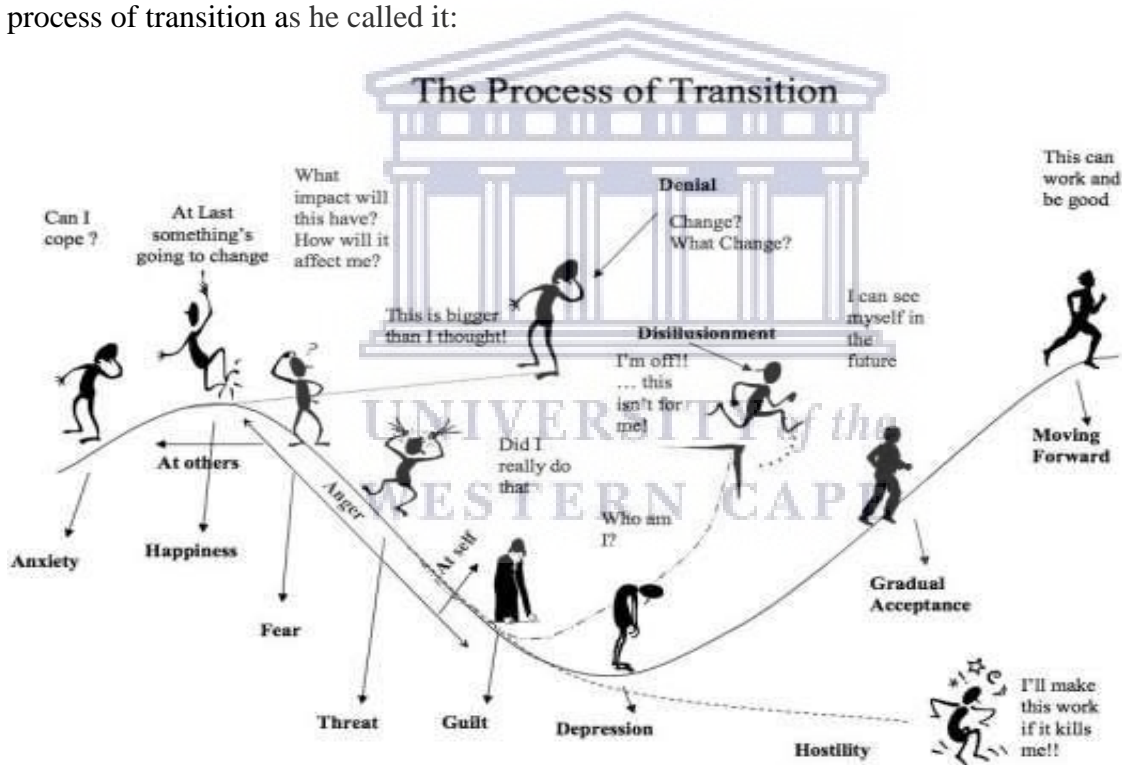 process of transition as he called it:
The Process of Transition
Can I
cope ?
At Last
something's
going to change
What
impact will
this have?
How will it
affect me?
This is bigger
than I thought!
Denial
Change?
What Change?
Disillusionment
I'm off!!
… this
isn't for
me!
I can see
myself in
the
future
This can
work and
be good
?
At others
Anger
At self
Did I
really do
that
Who am
I?
UNIVERSITY of the
WESTERN CAPE
Anxiety
Happiness
Fear
Threat
Guilt
Depression
Hostility
Gradual
Acceptance
Moving
Forward
I'll make
this work
if it kills
me!!